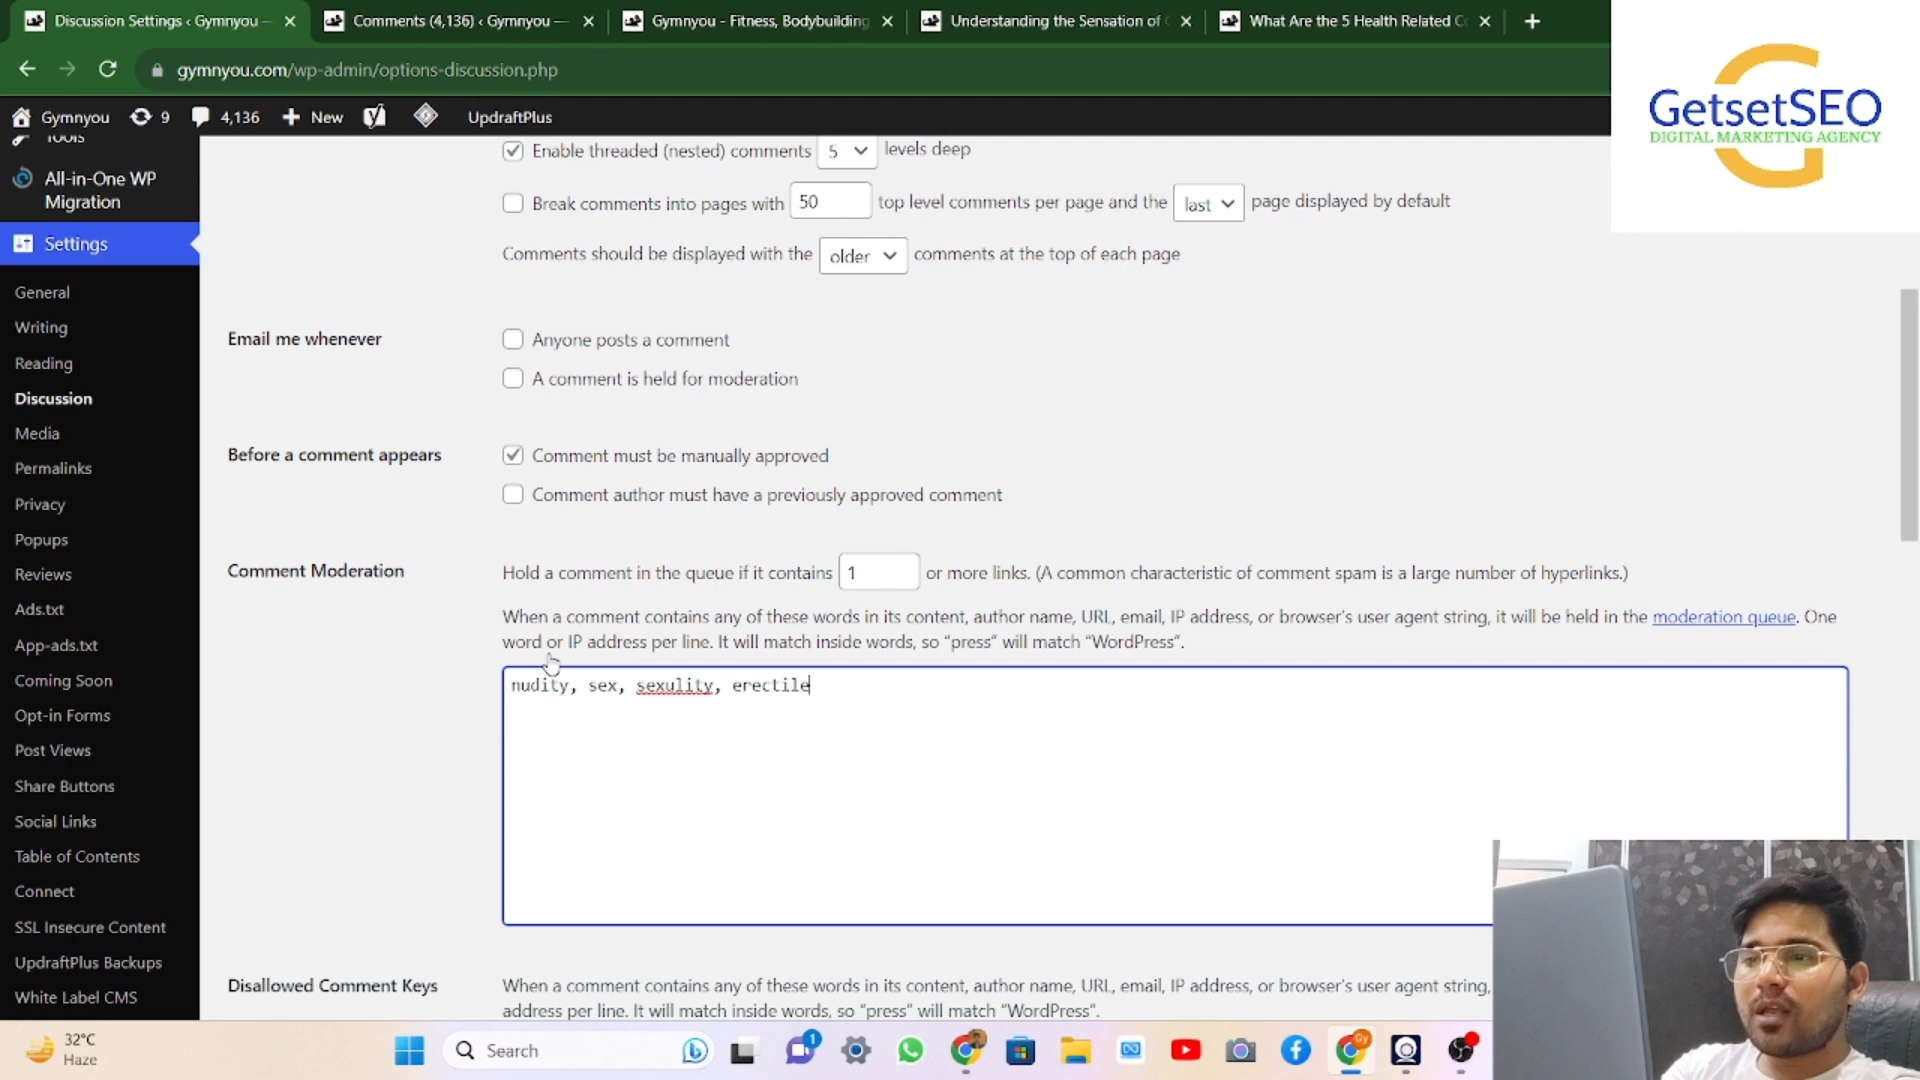 Discussion Settings ‹ Gymnyou —
Comments (4,136) ‹ Gymnyou —
Gymnyou - Fitness, Bodybuilding
Understanding the Sensation of
What Are the 5 Health Related C
gymnyou.com/wp-admin/options-discussion.php
GetsetSEO
DIGITAL MARKETING AGENCY
Gymnyou 9 4,136 New UpdraftPlus
Tools
All-in-One WP
Migration
Settings
General
Writing
Reading
Discussion
Media
Permalinks
Privacy
Popups
Reviews
Ads.txt
App-ads.txt
Coming Soon
Opt-in Forms
Post Views
Share Buttons
Social Links
Table of Contents
Connect
SSL Insecure Content
UpdraftPlus Backups
White Label CMS
Enable threaded (nested) comments 5 levels deep
Break comments into pages with 50 top level comments per page and the last page displayed by default
Comments should be displayed with the older comments at the top of each page
Email me whenever
Anyone posts a comment
A comment is held for moderation
Before a comment appears
Comment must be manually approved
Comment author must have a previously approved comment
Comment Moderation
Hold a comment in the queue if it contains 1 or more links. (A common characteristic of comment spam is a large number of hyperlinks.)
When a comment contains any of these words in its content, author name, URL, email, IP address, or browser's user agent string, it will be held in the moderation queue. One
word or IP address per line. It will match inside words, so “press” will match “WordPress”.
nudity, sex, sexulity, erectile
Disallowed Comment Keys
When a comment contains any of these words in its content, author name, URL, email, IP address, or browser's user agent string,
address per line. It will match inside words, so “press” will match “WordPress”.
32°C
Haze
Search
1
Gy